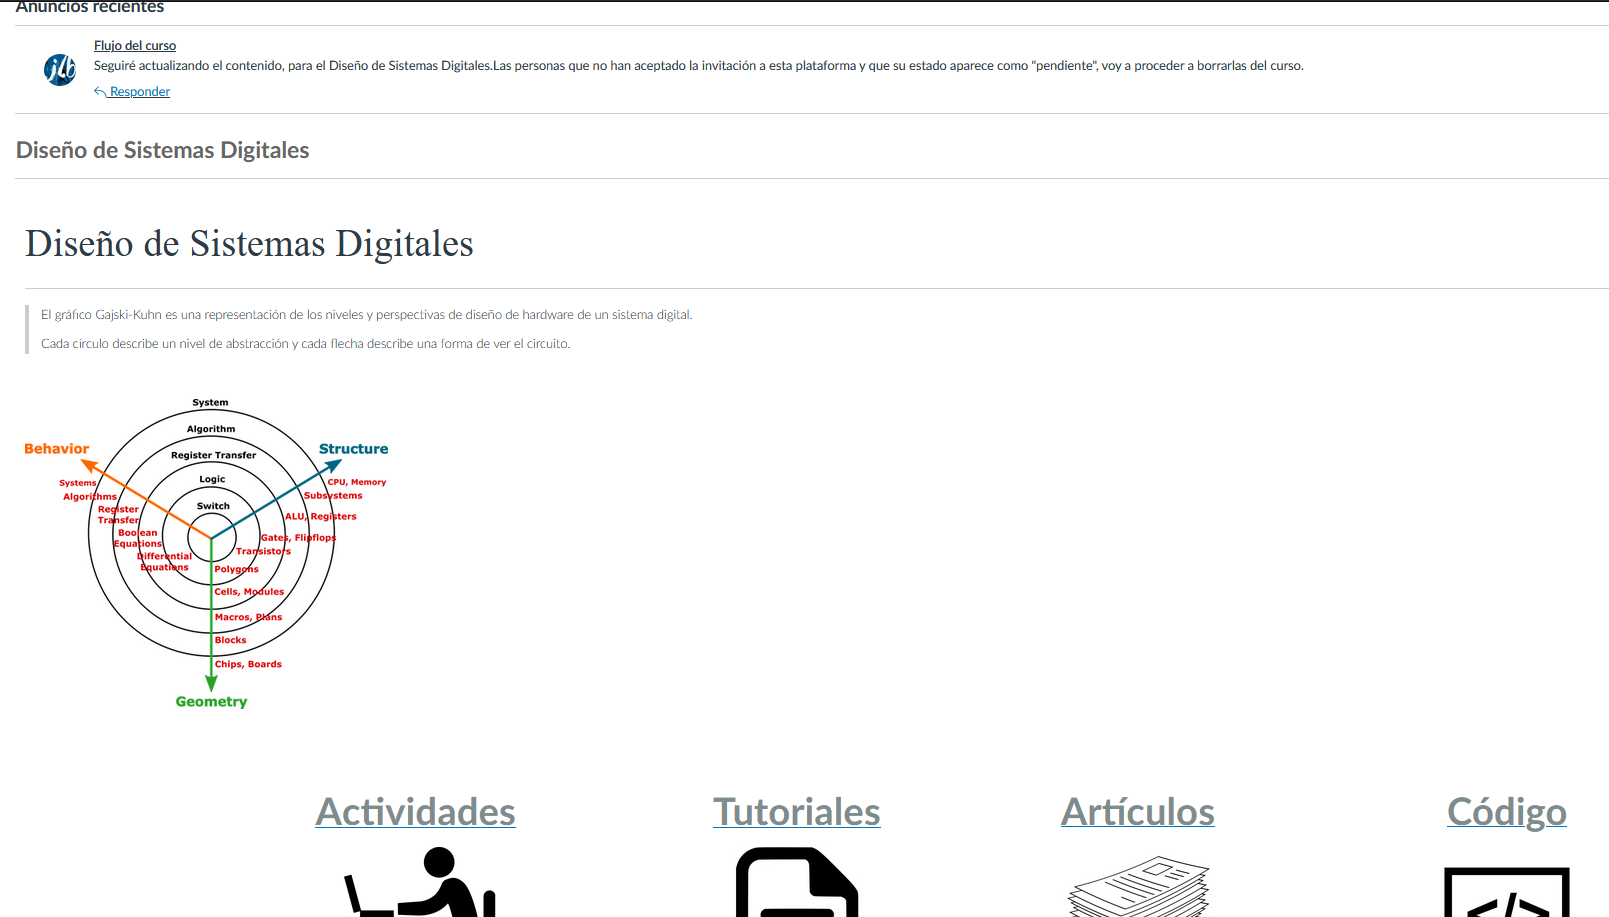 Anuncios recientes
Flujo del curso
Seguiré actualizando el contenido, para el Diseño de Sistemas Digitales.Las personas que no han aceptado la invitación a esta plataforma y que su estado aparece como "pendiente", voy a proceder a borrarlas del curso.
Responder
Diseño de Sistemas Digitales
Diseño de Sistemas Digitales
El gráfico Gajski-Kuhn es una representación de los niveles y perspectivas de diseño de hardware de un sistema digital.
Cada círculo describe un nivel de abstracción y cada flecha describe una forma de ver el circuito.
System
Algorithm
Behavior
Structure
Register Transfer
Logic
Systems
CPU, Memory
Algorithms
Subsystems
Switch
Register
Transfer
ALU, Registers
Boolean
Equations
Gates, Flipflops
Differential
Equations
Transistors
Polygons
Cells, Modules
Macros, Plans
Blocks
Chips, Boards
Geometry
Actividades
Tutoriales
Artículos
Código
</>